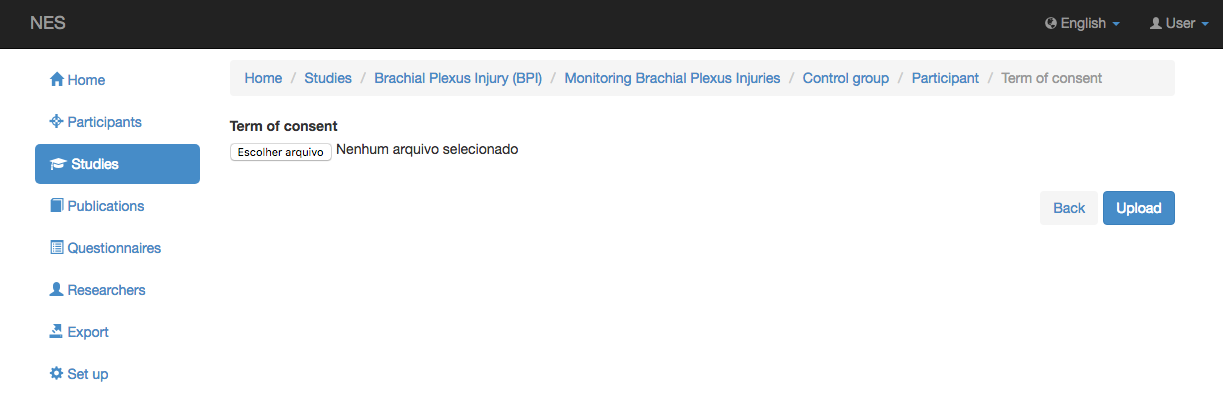 NES English User
Home
Participants
Studies
Publications
Questionnaires
Researchers
Export
Set up
Home / Studies / Brachial Plexus Injury (BPI) / Monitoring Brachial Plexus Injuries / Control group / Participant / Term of consent
Term of consent
Escolher arquivo Nenhum arquivo selecionado
Back Upload